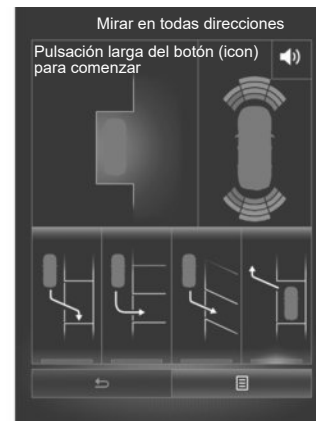 Mirar en todas direcciones
Pulsación larga del botón (icon)
para comenzar